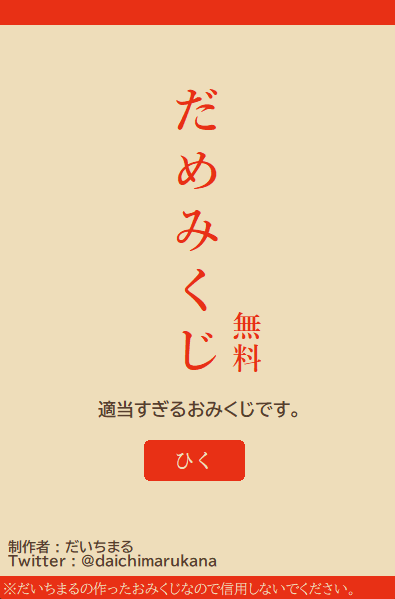 だめみくじ
無料
適当すぎるおみくじです。
ひく
制作者：だいちまる
Twitter：@daichimarukana
※だいちまるの作ったおみくじなので信用しないでください。